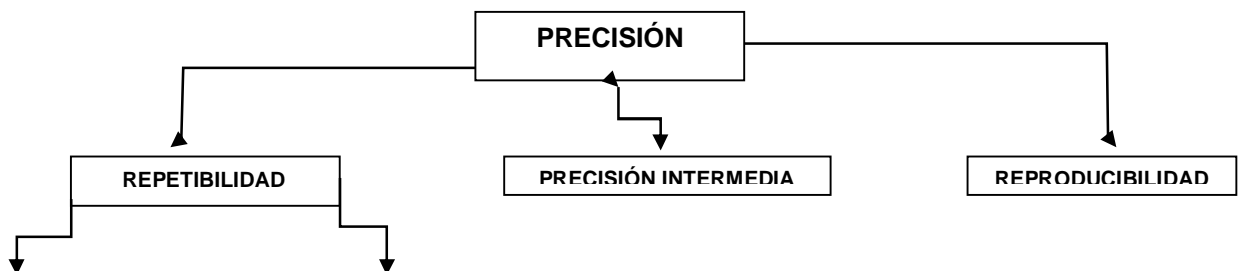 PRECISIÓN
REPETIBILIDAD
PRECISIÓN INTERMEDIA
REPRODUCIBILIDAD